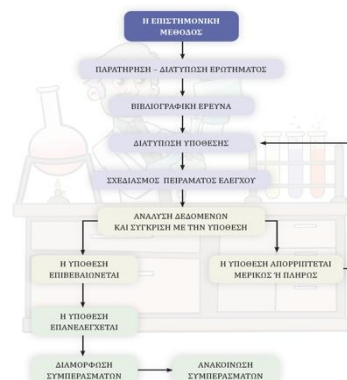 Η ΕΠΙΣΤΗΜΟΝΙΚΗ
ΜΕΘΟΔΟΣ
ΠΑΡΑΤΗΡΗΣΗ – ΔΙΑΤΥΠΩΣΗ ΕΡΩΤΗΜΑΤΟΣ
ΒΙΒΛΙΟΓΡΑΦΙΚΗ ΕΡΕΥΝΑ
ΔΙΑΤΥΠΩΣΗ ΥΠΟΘΕΣΗΣ
ΣΧΕΔΙΑΣΜΟΣ ΠΕΙΡΑΜΑΤΟΣ ΕΛΕΓΧΟΥ
ΑΝΑΛΥΣΗ ΔΕΔΟΜΕΝΩΝ
ΚΑΙ ΣΥΓΚΡΙΣΗ ΜΕ ΤΗΝ ΥΠΟΘΕΣΗ
Η ΥΠΟΘΕΣΗ
ΕΠΙΒΕΒΑΙΩΝΕΤΑΙ
Η ΥΠΟΘΕΣΗ ΑΠΟΡΡΙΠΤΕΤΑΙ
ΜΕΡΙΚΩΣ Ή ΠΛΗΡΩΣ
Η ΥΠΟΘΕΣΗ
ΕΠΑΝΕΛΕΓΧΕΤΑΙ
ΔΙΑΜΟΡΦΩΣΗ
ΣΥΜΠΕΡΑΣΜΑΤΩΝ
ΑΝΑΚΟΙΝΩΣΗ
ΣΥΜΠΕΡΑΣΜΑΤΩΝ